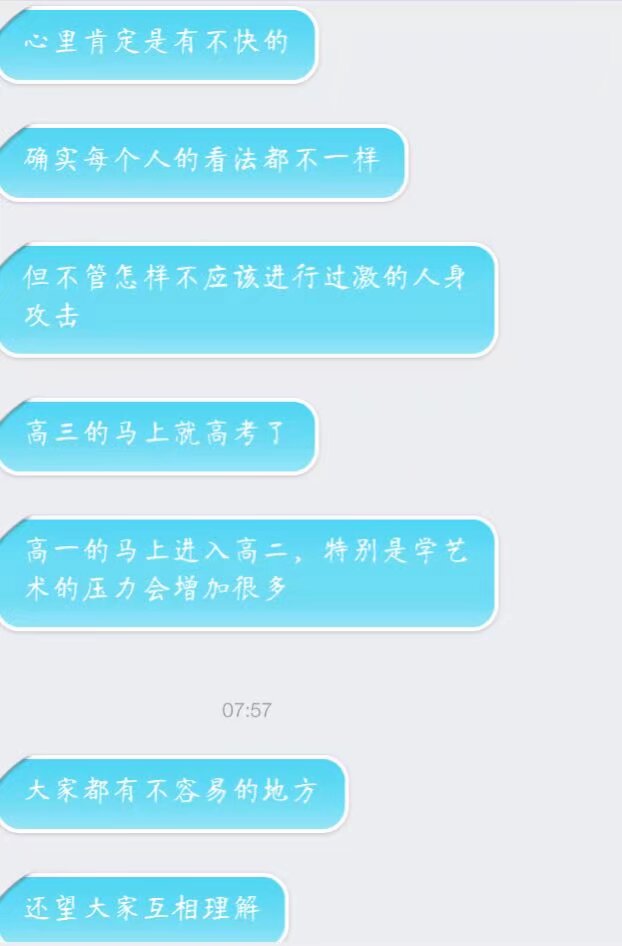 心里肯定是有不快的
确实每个人的看法都不一样
但不管怎样不应该进行过激的人身
攻击
高三的马上就高考了
高一的马上进入高二，特别是学艺
术的压力会增加很多
07:57
大家都有不容易的地方
还望大家互相理解